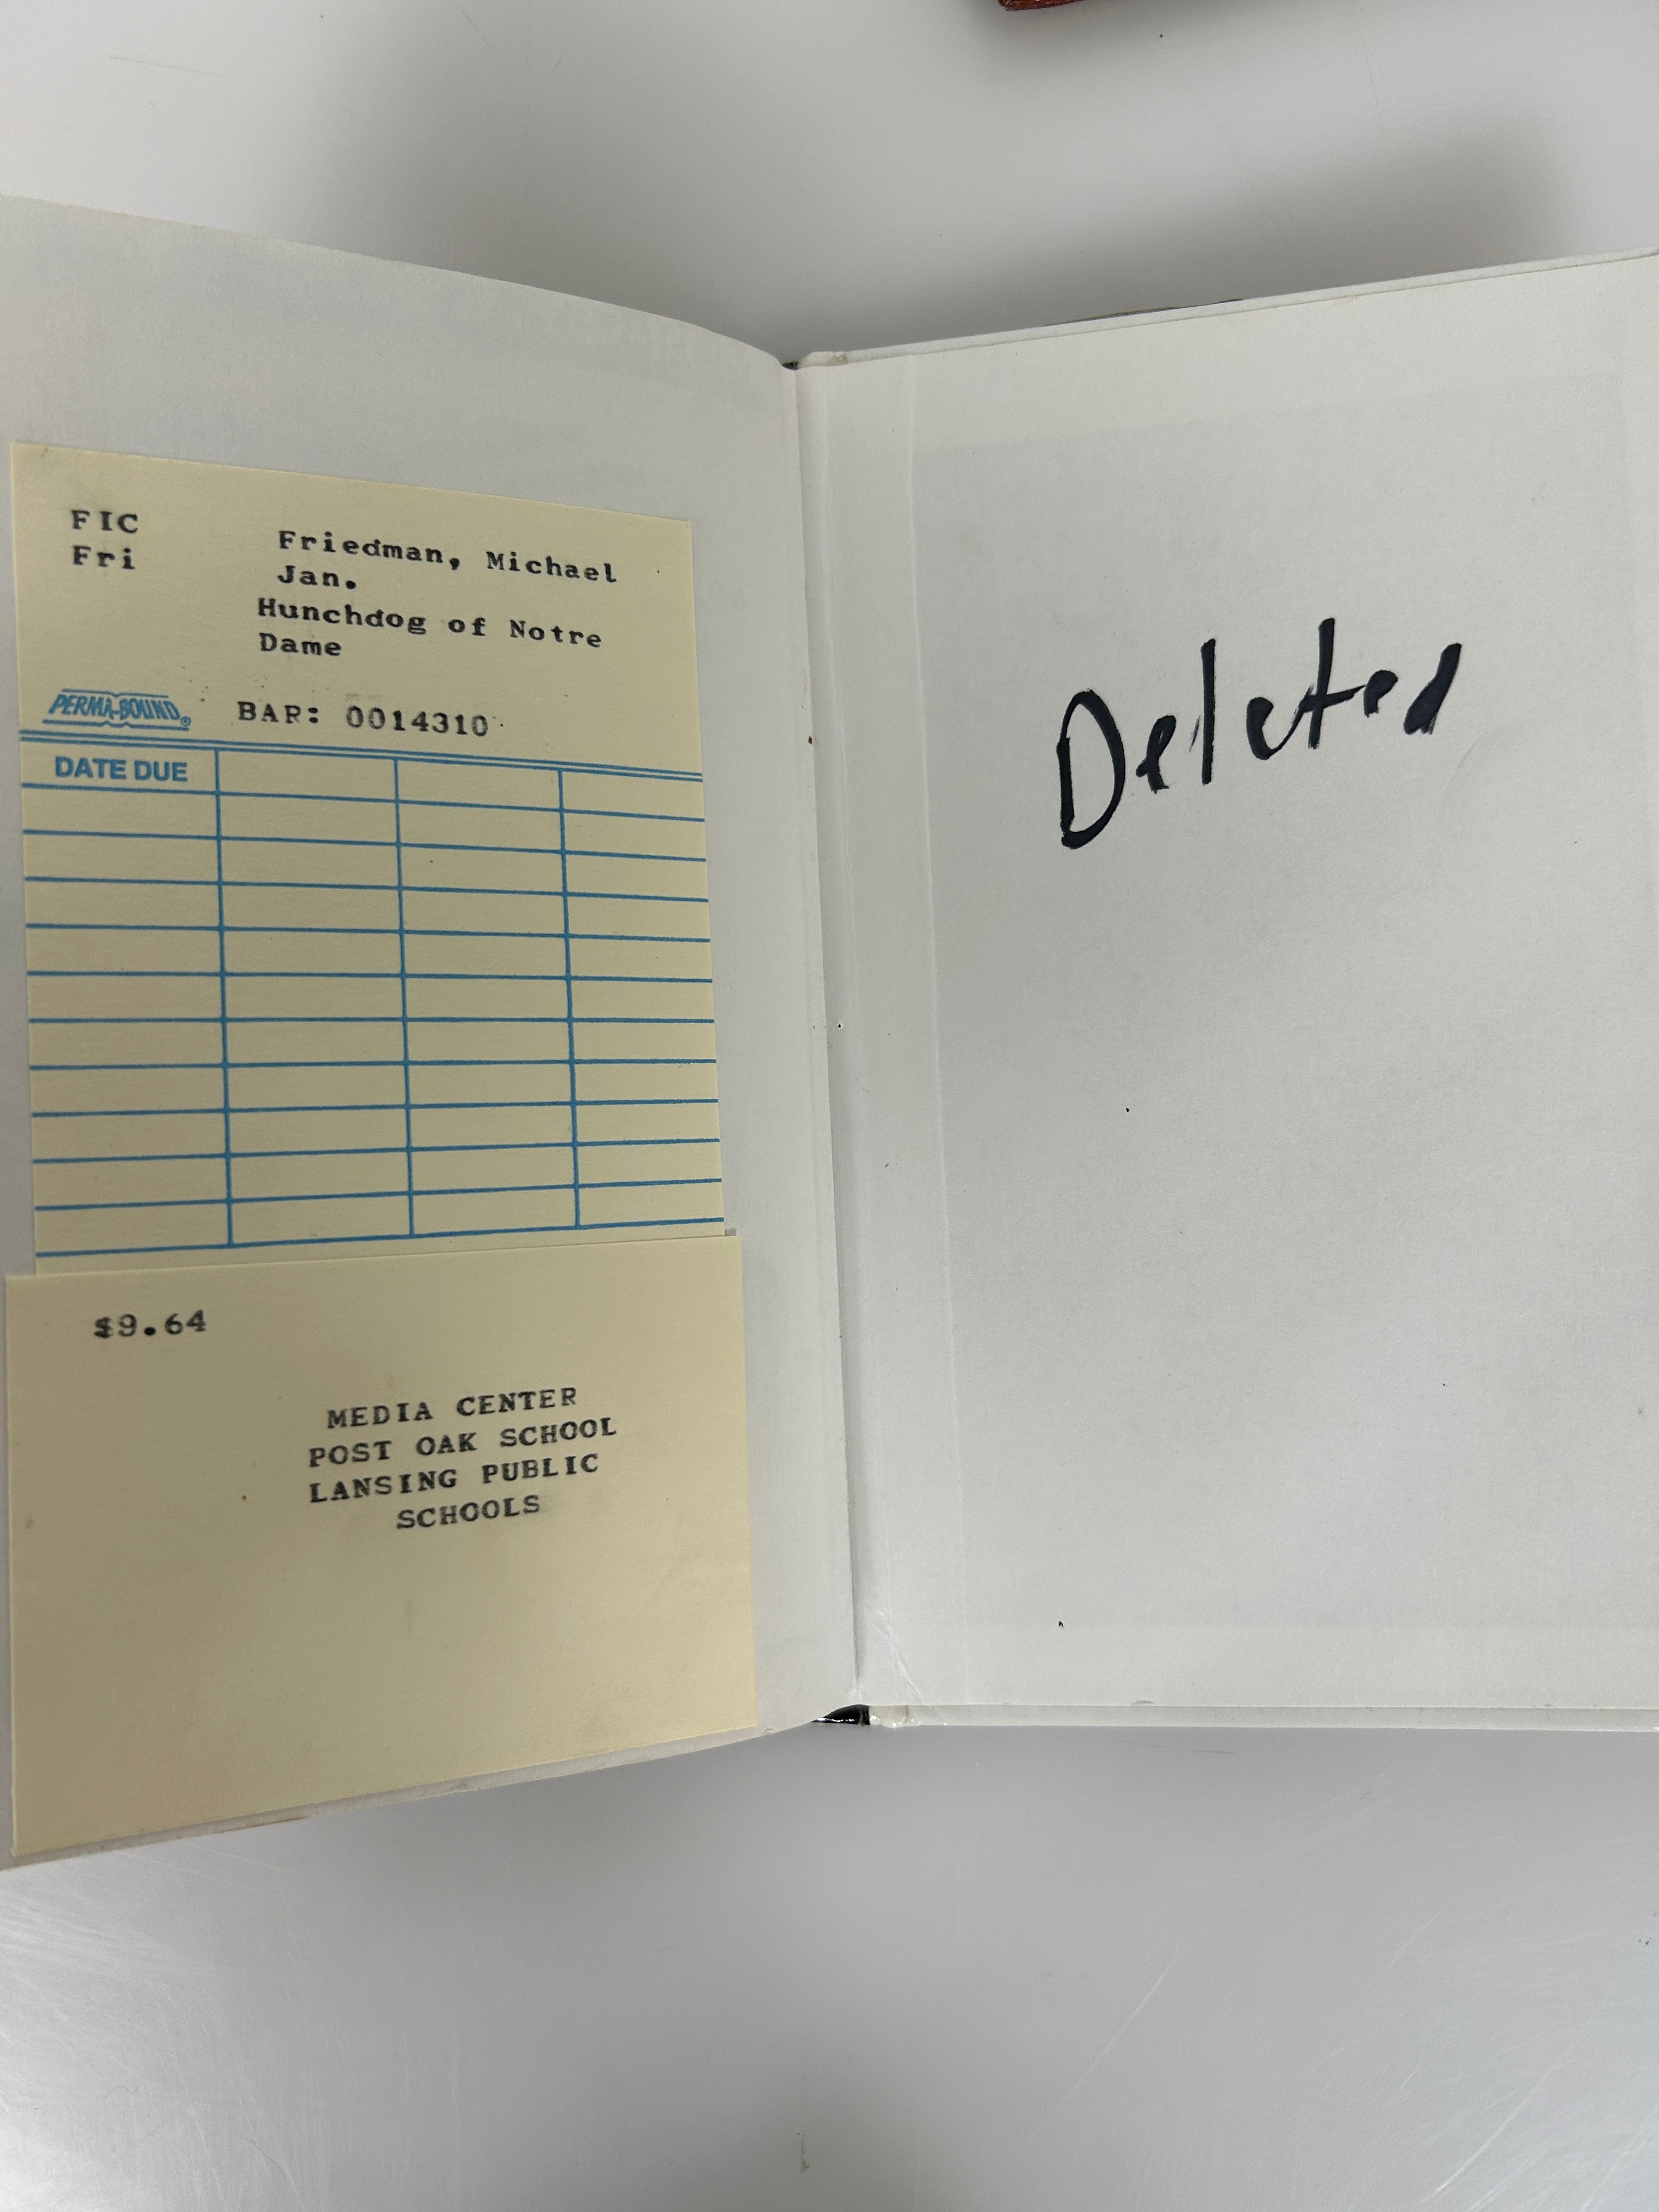 FIC
Fri
Friedman, Michael
Jan.
Hunchdog of Notre
Dame
PERMA-BOUND®
BAR: 0014310
DATE DUE
$9.64
MEDIA CENTER
POST OAK SCHOOL
LANSING PUBLIC
SCHOOLS
Deleted